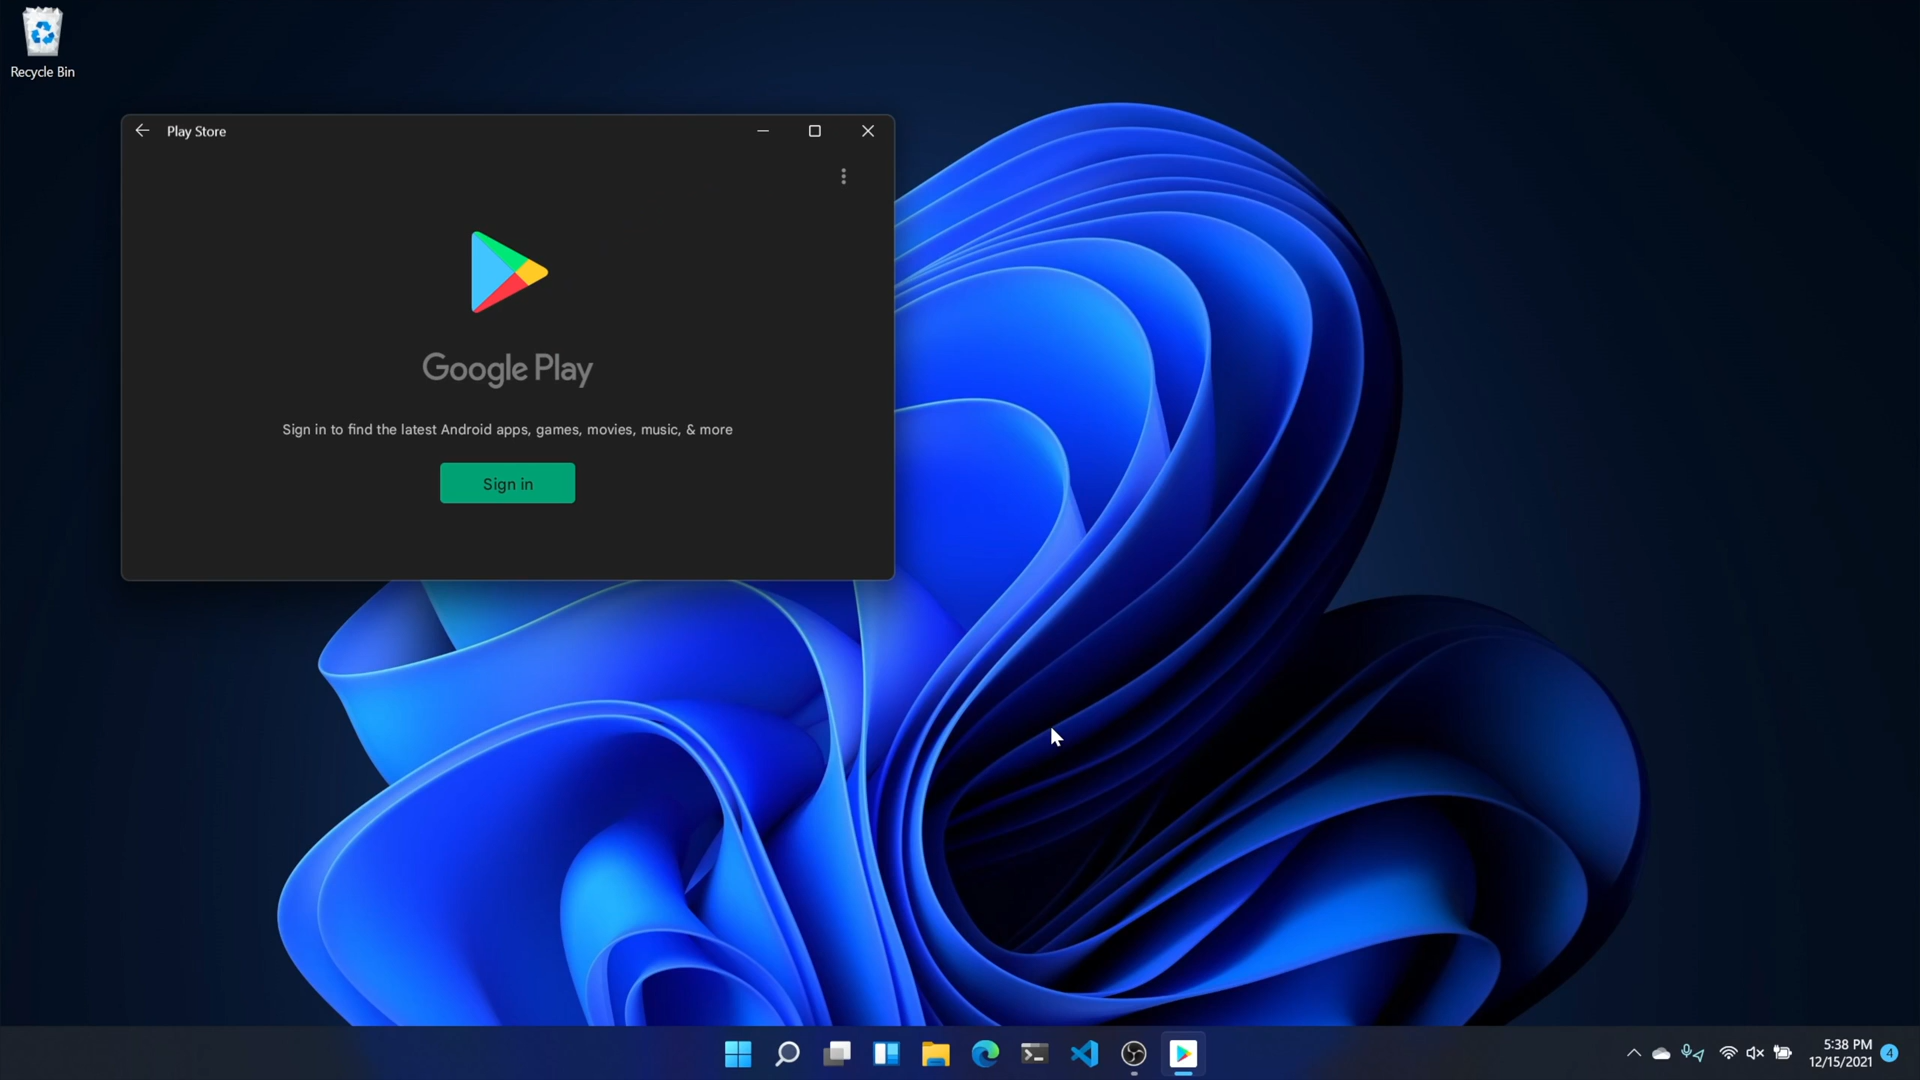 Recycle Bin
Play Store
Google Play
Sign in to find the latest Android apps, games, movies, music, & more
Sign in
5:38 PM
12/15/2021
4